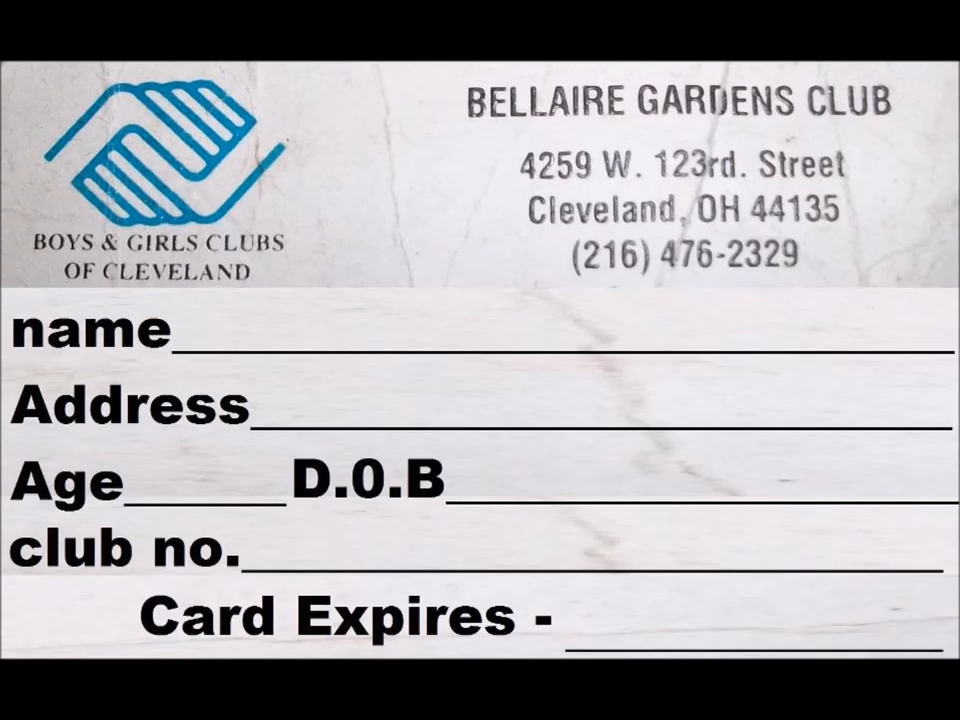 BOYS & GIRLS CLUBS
OF CLEVELAND
BELLAIRE GARDENS CLUB
4259 W. 123rd. Street
Cleveland, OH 44135
(216) 476-2329
name
Address
Age D.0.B
club no.
Card Expires -